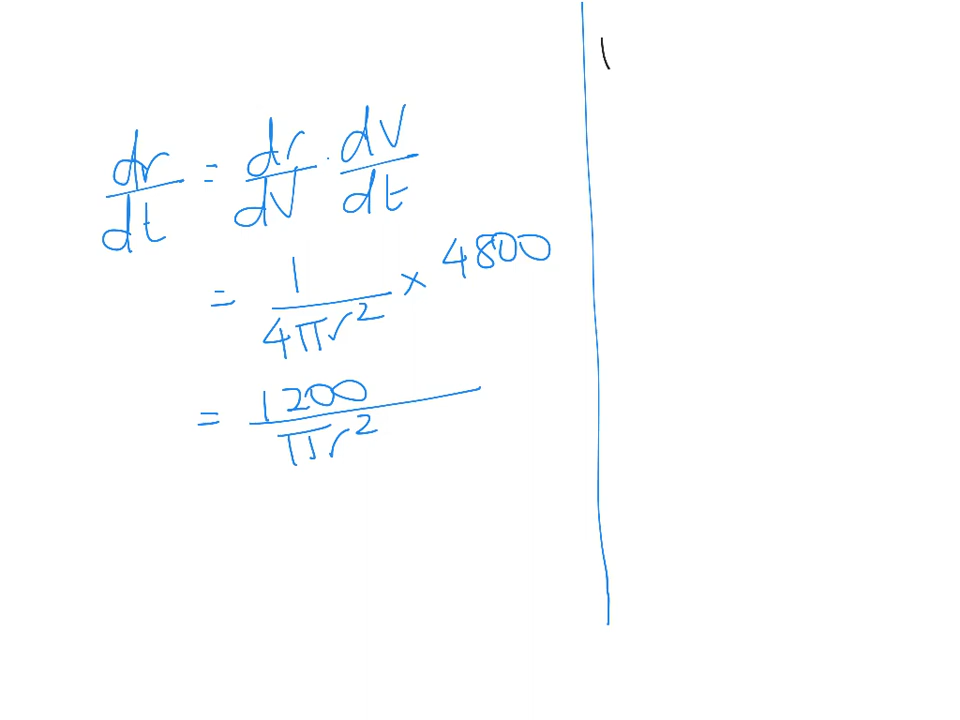 dr/dt = dr/dV · dV/dt
= 1/4πr² × 4800
= 1200/πr²